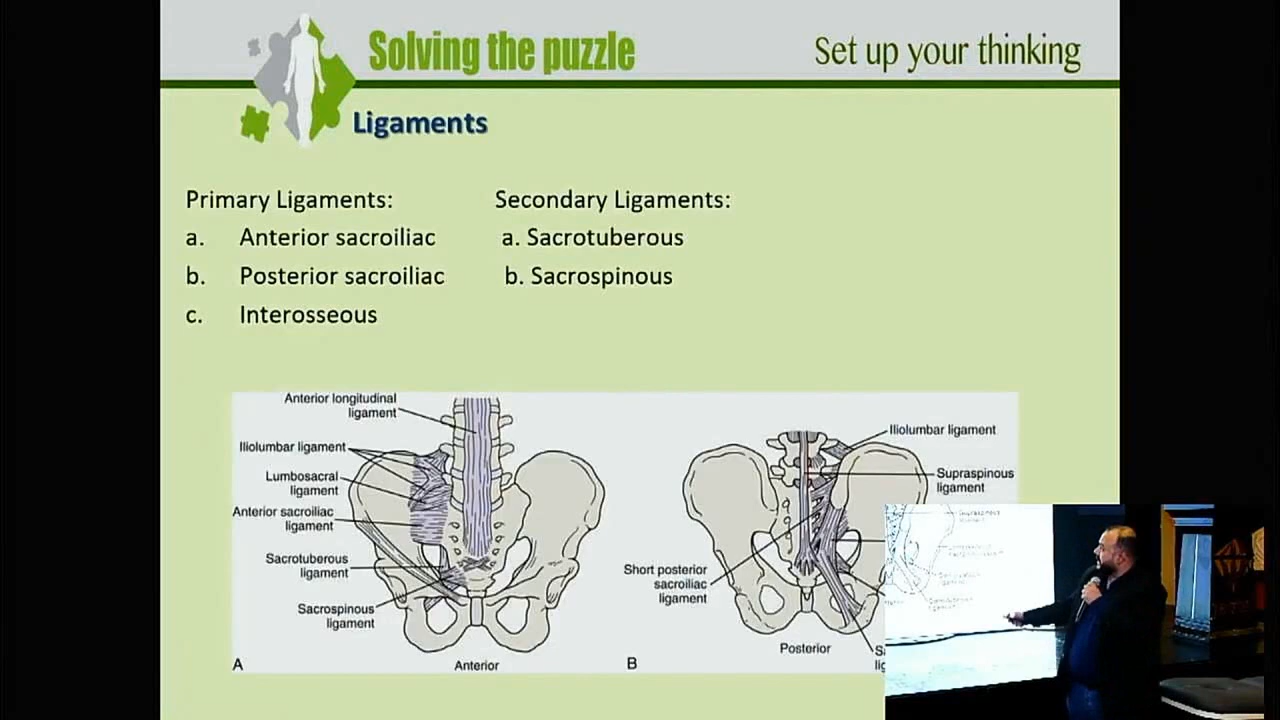 Solving the puzzle
Set up your thinking
Ligaments
Primary Ligaments:
a. Anterior sacroiliac
b. Posterior sacroiliac
c. Interosseous
Secondary Ligaments:
a. Sacrotuberous
b. Sacrospinous
Anterior longitudinal
ligament
Iliolumbar ligament
Lumbosacral
ligament
Anterior sacroiliac
ligament
Sacrotuberous
ligament
Sacrospinous
ligament
A
Anterior
Iliolumbar ligament
Supraspinous
ligament
Short posterior
sacroiliac
ligament
B
Posterior